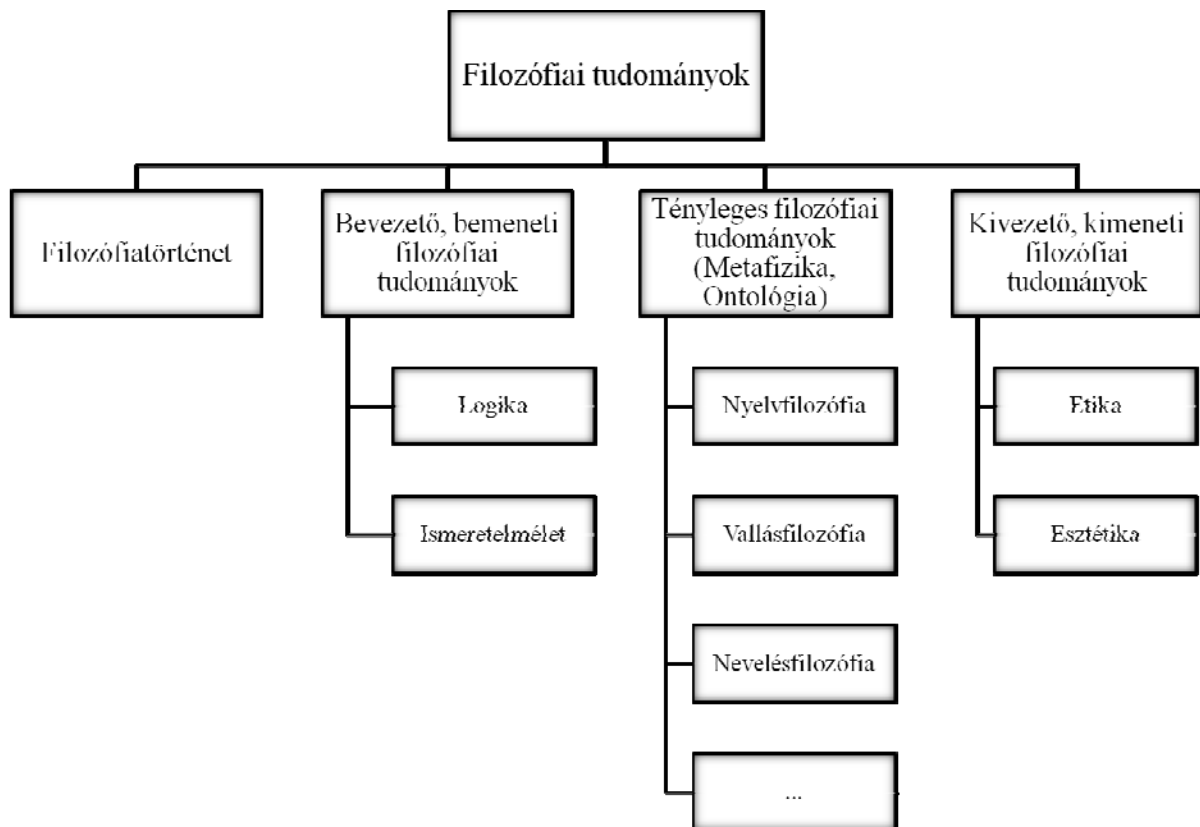 Filozófiai tudományok
Filozófiatörténet
Bevezető, bemeneti
filozófiai
tudományok
Logika
Ismeretelmélet
Tényleges filozófiai
tudományok
(Metafizika,
Ontológia)
Nyelvfilozófia
Vallásfilozófia
Nevelésfilozófia
...
Kivezető, kimeneti
filozófiai
tudományok
Etika
Esztétika